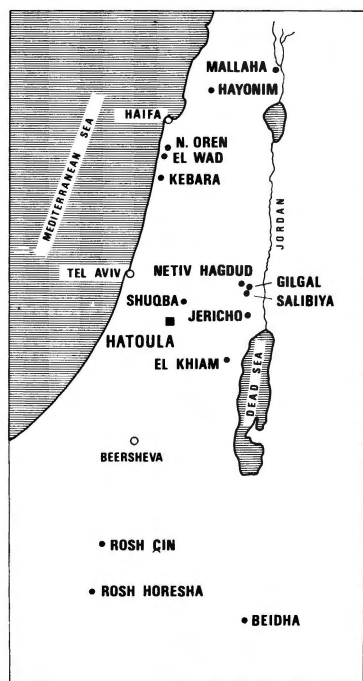 MALLAHA
HAYONIM
HAIFA
MEDITERRANEAN SEA
N. OREN
EL WAD
KEBARA
JORDAN
TEL AVIV
NETIV HAGDUD
GILGAL
SHUQBA
SALIBIYA
JERICHO
HATOULA
EL KHIAM
DEAD SEA
BEERSHEVA
ROSH ÇIN
ROSH HORESHA
BEIDHA